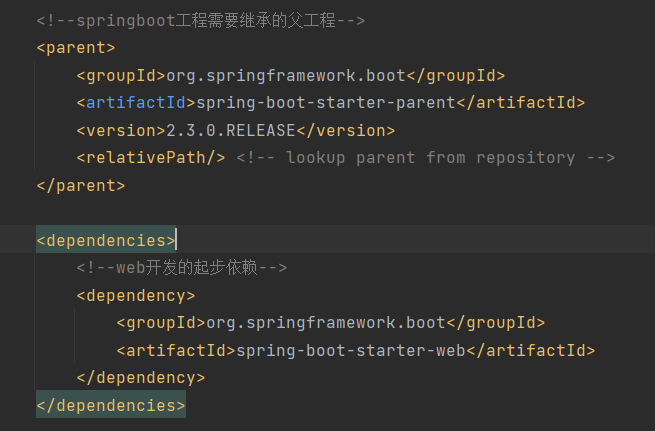 <!--springboot工程需要继承的父工程-->
<parent>
<groupId>org.springframework.boot</groupId>
<artifactId>spring-boot-starter-parent</artifactId>
<version>2.3.0.RELEASE</version>
<relativePath/> <!-- lookup parent from repository -->
</parent>
<dependencies>
<!--web开发的起步依赖-->
<dependency>
<groupId>org.springframework.boot</groupId>
<artifactId>spring-boot-starter-web</artifactId>
</dependency>
</dependencies>